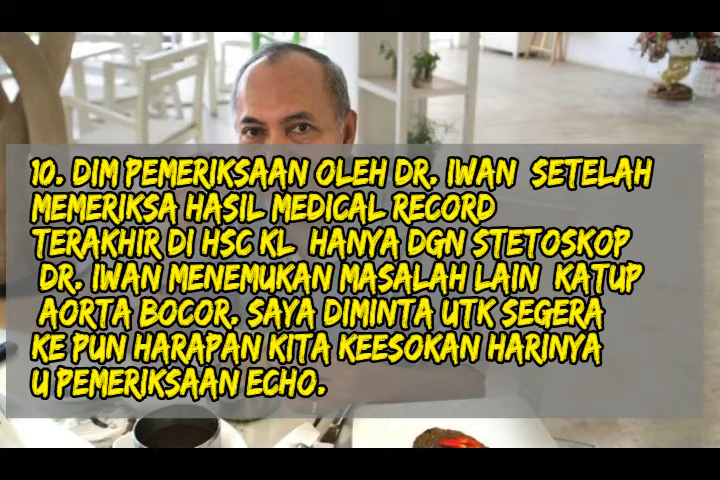 10. DIM PEMERIKSAAN OLEH DR. IWAN SETELAH
MEMERIKSA HASIL MEDICAL RECORD
TERAKHIR DI HSC KL HANYA DGN STETOSKOP
DR. IWAN MENEMUKAN MASALAH LAIN KATUP
AORTA BOCOR. SAYA DIMINTA UTK SEGERA
KE PUN HARAPAN KITA KEESOKAN HARINYA
U PEMERIKSAAN ECHO.